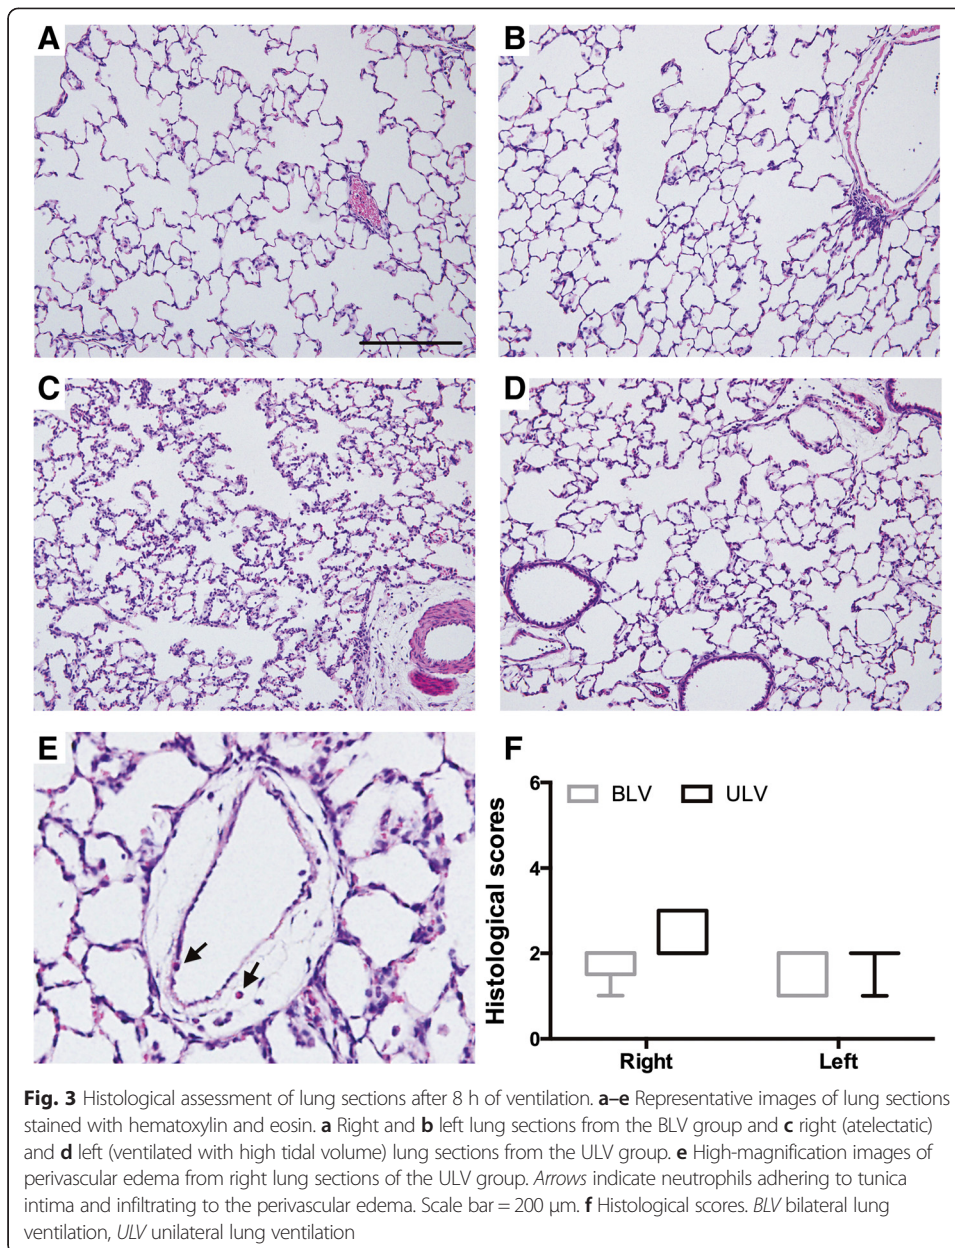 A
B
C
D
E
F
Histological scores
6
4
2
0
BLV
ULV
Right
Left
Fig. 3 Histological assessment of lung sections after 8 h of ventilation. a–e Representative images of lung sections
stained with hematoxylin and eosin. a Right and b left lung sections from the BLV group and c right (atelectatic)
and d left (ventilated with high tidal volume) lung sections from the ULV group. e High-magnification images of
perivascular edema from right lung sections of the ULV group. Arrows indicate neutrophils adhering to tunica
intima and infiltrating to the perivascular edema. Scale bar = 200 μm. f Histological scores. BLV bilateral lung
ventilation, ULV unilateral lung ventilation